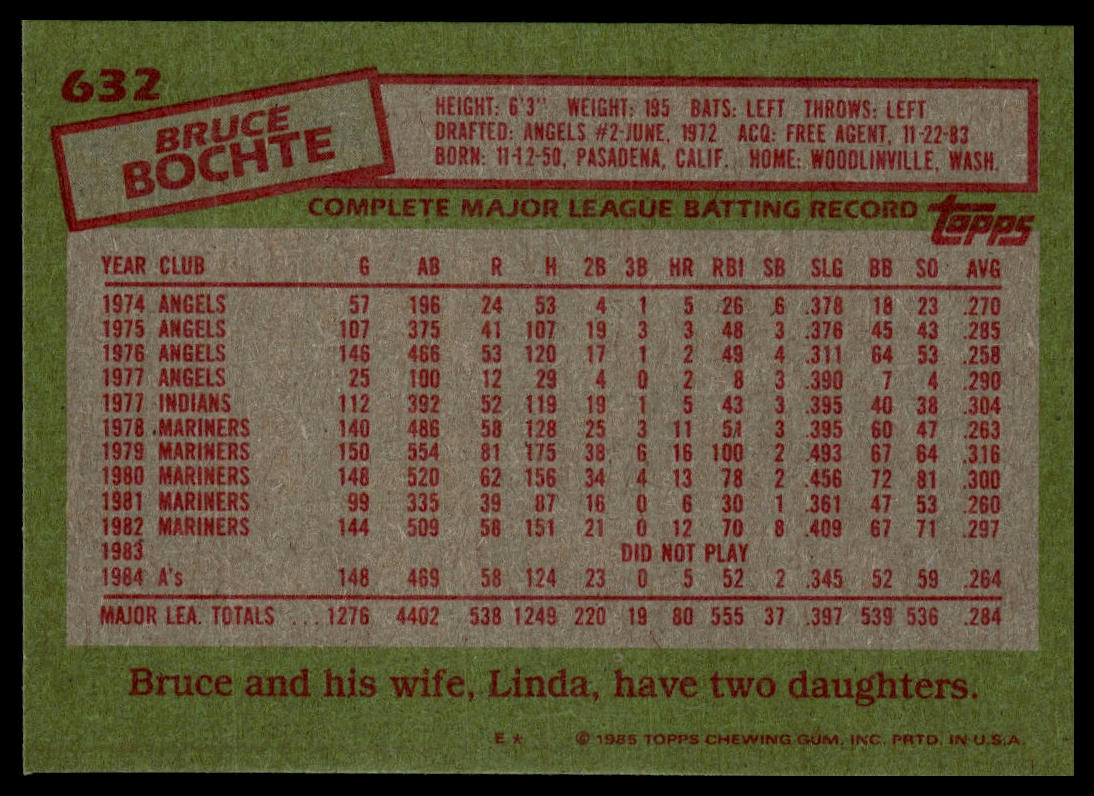 632
BRUCE
BOCHTE
HEIGHT: 6'3" WEIGHT: 195 BATS: LEFT THROWS: LEFT
DRAFTED: ANGELS #2-JUNE, 1972 ACQ: FREE AGENT, 11-22-83
BORN: 11-12-50, PASADENA, CALIF. HOME: WOODLINVILLE, WASH.
COMPLETE MAJOR LEAGUE BATTING RECORD topps
YEAR CLUB G AB R H 2B 3B HR RBI SB SLG BB SO AVG
1974 ANGELS 57 196 24 53 4 1 5 26 6 .378 18 23 .270
1975 ANGELS 107 375 41 107 19 3 3 48 3 .376 45 43 .285
1976 ANGELS 146 466 53 120 17 1 2 49 4 .311 64 53 .258
1977 ANGELS 25 100 12 29 4 0 2 8 3 .390 7 4 .290
1977 INDIANS 112 392 52 119 19 1 5 43 3 .395 40 38 .304
1978 MARINERS 140 486 58 128 25 3 11 51 3 .395 60 47 .263
1979 MARINERS 150 554 81 175 38 6 16 100 2 .493 67 64 .316
1980 MARINERS 148 520 62 156 34 4 13 78 2 .456 72 81 .300
1981 MARINERS 99 335 39 87 16 0 6 30 1 .361 47 53 .260
1982 MARINERS 144 509 58 151 21 0 12 70 8 .409 67 71 .297
1983 DID NOT PLAY
1984 A's 148 469 58 124 23 0 5 52 2 .345 52 59 .264
MAJOR LEA. TOTALS ... 1276 4402 538 1249 220 19 80 555 37 .397 539 536 .284
Bruce and his wife, Linda, have two daughters.
E * © 1985 TOPPS CHEWING GUM, INC. PRTD. IN U.S.A.